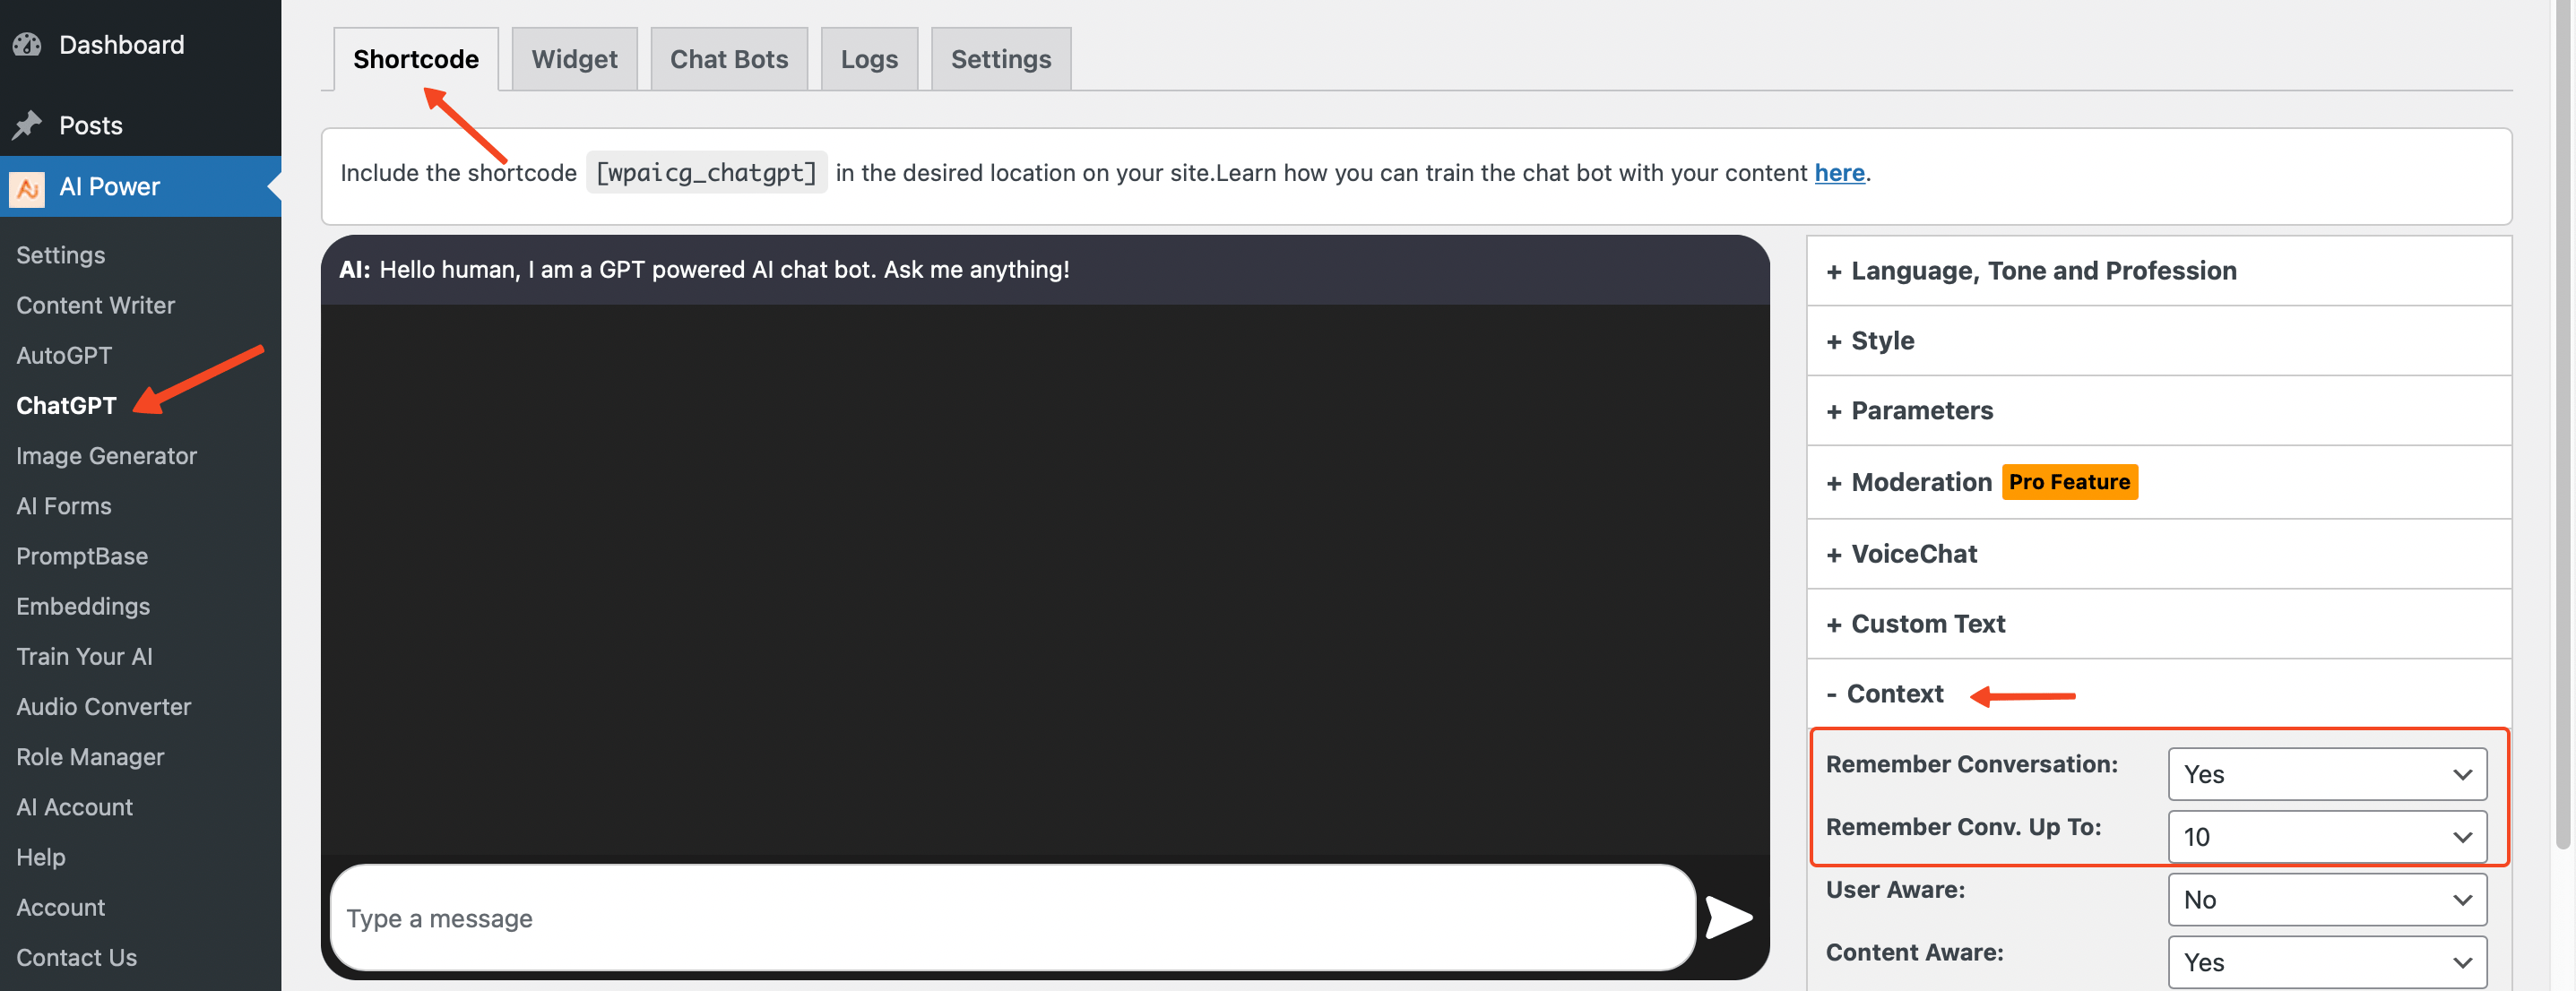 Dashboard
Posts
AI Power
Settings
Content Writer
AutoGPT
ChatGPT
Image Generator
AI Forms
PromptBase
Embeddings
Train Your AI
Audio Converter
Role Manager
AI Account
Help
Account
Contact Us
Shortcode Widget Chat Bots Logs Settings
Include the shortcode [wpaicg_chatgpt] in the desired location on your site.Learn how you can train the chat bot with your content here.
AI: Hello human, I am a GPT powered AI chat bot. Ask me anything!
Type a message
+ Language, Tone and Profession
+ Style
+ Parameters
+ Moderation Pro Feature
+ VoiceChat
+ Custom Text
- Context
Remember Conversation: Yes
Remember Conv. Up To: 10
User Aware: No
Content Aware: Yes